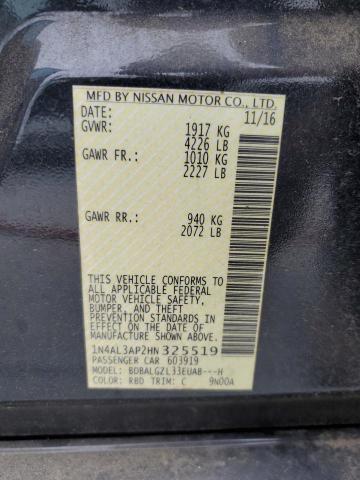 MFD BY NISSAN MOTOR CO., LTD.
DATE: 11/16
GVWR: 1917 KG
4226 LB
GAWR FR: 1010 KG
2227 LB
GAWR RR: 940 KG
2072 LB
THIS VEHICLE CONFORMS TO
ALL APPLICABLE FEDERAL
MOTOR VEHICLE SAFETY,
BUMPER, AND THEFT
PREVENTION STANDARDS IN
EFFECT ON THE DATE OF
MANUFACTURE SHOWN ABOVE.
1N4AL3AP2HN325519
PASSENGER CAR 603919
MODEL: BDBALGZL33EUAB---H
COLOR: RBD TRIM: C 9N00A